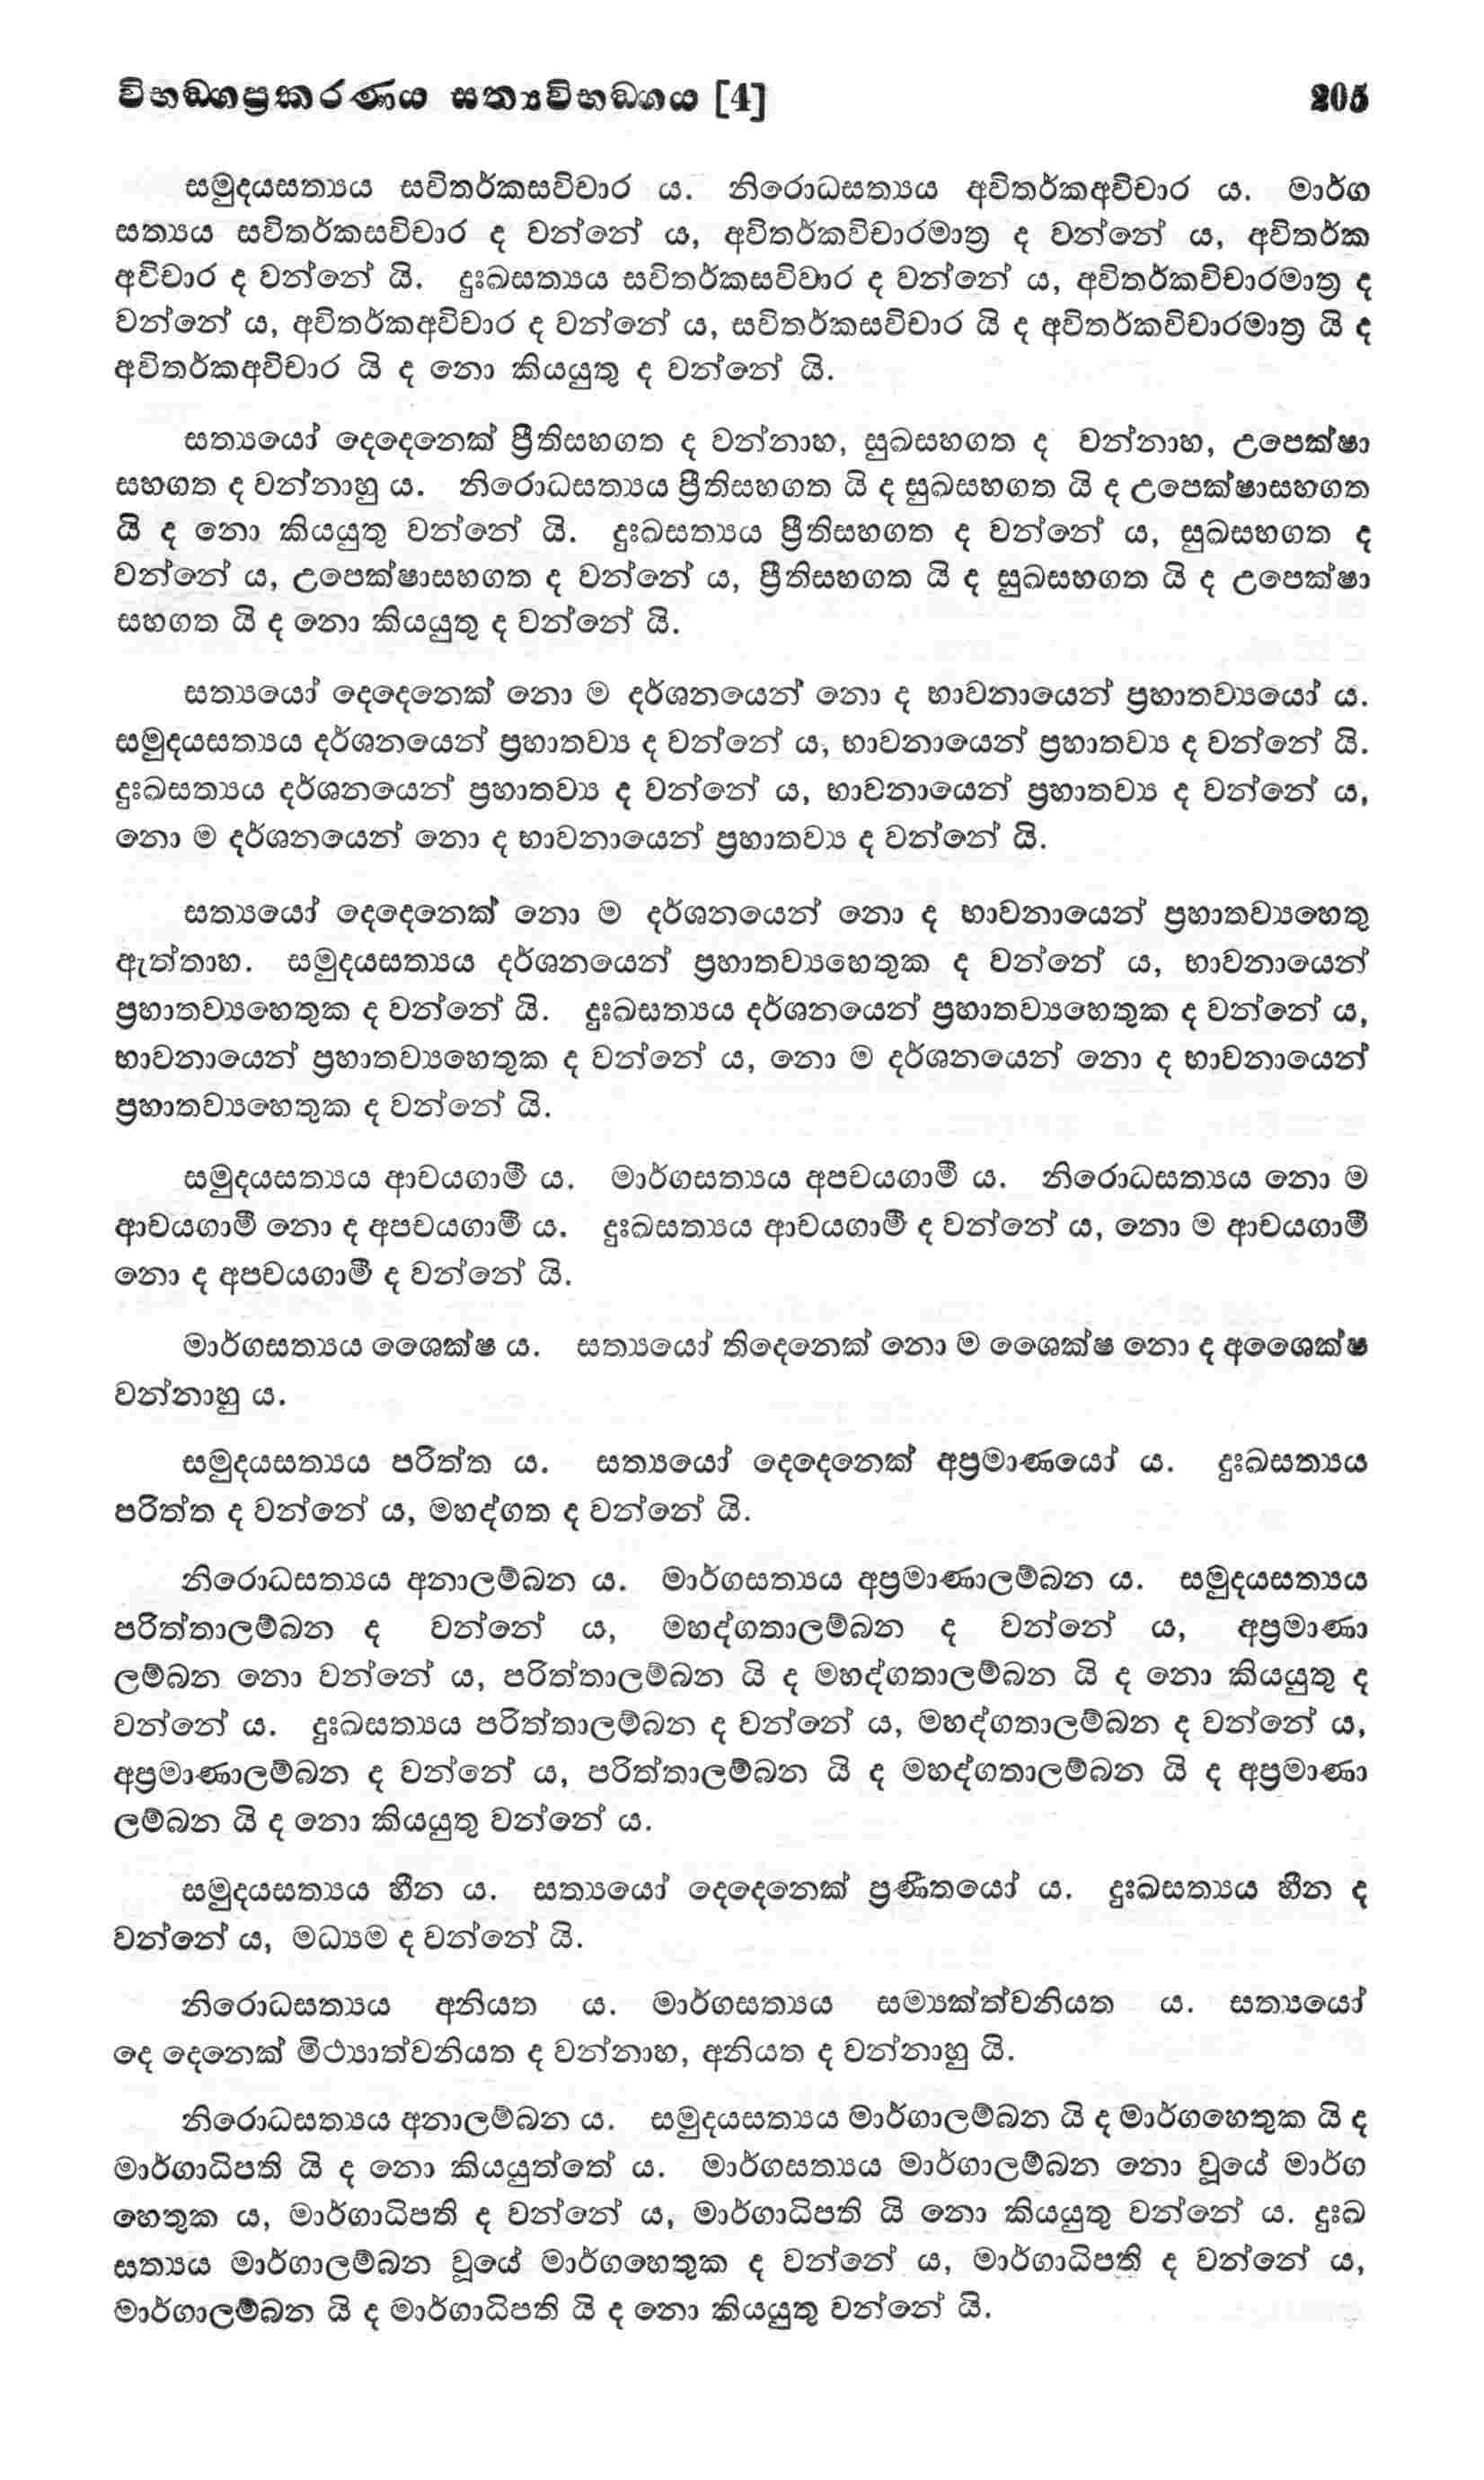 විභඞ්ගප්‍රකරණය සත්‍යවිභඞ්ගය [4] 205
සමුදයසත්‍යය සවිතර්කසවිචාර ය. නිරොධසත්‍යය අවිතර්කඅවිචාර ය. මාර්ග
සත්‍යය සවිතර්කසවිචාර ද වන්නේ ය, අවිතර්කවිචාරමාත්‍ර ද වන්නේ ය, අවිතර්ක
අවිචාර ද වන්නේ යි. දුඃඛසත්‍යය සවිතර්කසවිචාර ද වන්නේ ය, අවිතර්කවිචාරමාත්‍ර ද
වන්නේ ය, අවිතර්කඅවිචාර ද වන්නේ ය, සවිතර්කසවිචාර යි ද අවිතර්කවිචාරමාත්‍ර යි ද
අවිතර්කඅවිචාර යි ද නො කියයුතු ද වන්නේ යි.
සත්‍යයෝ දෙදෙනෙක් ප්‍රීතිසහගත ද වන්නාහ, සුඛසහගත ද වන්නාහ, උපෙක්ෂා
සහගත ද වන්නාහු ය. නිරොධසත්‍යය ප්‍රීතිසහගත යි ද සුඛසහගත යි ද උපෙක්ෂාසහගත
යි ද නො කියයුතු වන්නේ යි. දුඃඛසත්‍යය ප්‍රීතිසහගත ද වන්නේ ය, සුඛසහගත ද
වන්නේ ය, උපෙක්ෂාසහගත ද වන්නේ ය, ප්‍රීතිසහගත යි ද සුඛසහගත යි ද උපෙක්ෂා
සහගත යි ද නො කියයුතු ද වන්නේ යි.
සත්‍යයෝ දෙදෙනෙක් නො ම දර්ශනයෙන් නො ද භාවනායෙන් ප්‍රහාතව්‍යයෝ ය.
සමුදයසත්‍යය දර්ශනයෙන් ප්‍රහාතව්‍ය ද වන්නේ ය, භාවනායෙන් ප්‍රහාතව්‍ය ද වන්නේ යි.
දුඃඛසත්‍යය දර්ශනයෙන් ප්‍රහාතව්‍ය ද වන්නේ ය, භාවනායෙන් ප්‍රහාතව්‍ය ද වන්නේ ය,
නො ම දර්ශනයෙන් නො ද භාවනායෙන් ප්‍රහාතව්‍ය ද වන්නේ යි.
සත්‍යයෝ දෙදෙනෙක් නො ම දර්ශනයෙන් නො ද භාවනායෙන් ප්‍රහාතව්‍යහෙතු
ඇත්තාහ. සමුදයසත්‍යය දර්ශනයෙන් ප්‍රහාතව්‍යහෙතුක ද වන්නේ ය, භාවනායෙන්
ප්‍රහාතව්‍යහෙතුක ද වන්නේ යි. දුඃඛසත්‍යය දර්ශනයෙන් ප්‍රහාතව්‍යහෙතුක ද වන්නේ ය,
භාවනායෙන් ප්‍රහාතව්‍යහෙතුක ද වන්නේ ය, නො ම දර්ශනයෙන් නො ද භාවනායෙන්
ප්‍රහාතව්‍යහෙතුක ද වන්නේ යි.
සමුදයසත්‍යය ආචයගාමී ය. මාර්ගසත්‍යය අපචයගාමී ය. නිරොධසත්‍යය නො ම
ආචයගාමී නො ද අපචයගාමී ය. දුඃඛසත්‍යය ආචයගාමී ද වන්නේ ය, නො ම ආචයගාමී
නො ද අපචයගාමී ද වන්නේ යි.
මාර්ගසත්‍යය ශෛක්ෂ ය. සත්‍යයෝ තිදෙනෙක් නො ම ශෛක්ෂ නො ද අශෛක්ෂ
වන්නාහු ය.
සමුදයසත්‍යය පරිත්ත ය. සත්‍යයෝ දෙදෙනෙක් අප්‍රමාණයෝ ය. දුඃඛසත්‍යය
පරිත්ත ද වන්නේ ය, මහද්ගත ද වන්නේ යි.
නිරොධසත්‍යය අනාලම්බන ය. මාර්ගසත්‍යය අප්‍රමාණාලම්බන ය. සමුදයසත්‍යය
පරිත්තාලම්බන ද වන්නේ ය, මහද්ගතාලම්බන ද වන්නේ ය, අප්‍රමාණා
ලම්බන නො වන්නේ ය, පරිත්තාලම්බන යි ද මහද්ගතාලම්බන යි ද නො කියයුතු ද
වන්නේ ය. දුඃඛසත්‍යය පරිත්තාලම්බන ද වන්නේ ය, මහද්ගතාලම්බන ද වන්නේ ය,
අප්‍රමාණාලම්බන ද වන්නේ ය, පරිත්තාලම්බන යි ද මහද්ගතාලම්බන යි ද අප්‍රමාණා
ලම්බන යි ද නො කියයුතු වන්නේ ය.
සමුදයසත්‍යය හීන ය. සත්‍යයෝ දෙදෙනෙක් ප්‍රණීතයෝ ය. දුඃඛසත්‍යය හීන ද
වන්නේ ය, මධ්‍යම ද වන්නේ යි.
නිරොධසත්‍යය අනියත ය. මාර්ගසත්‍යය සම්‍යක්ත්වනියත ය. සත්‍යයෝ
දෙ දෙනෙක් මිථ්‍යාත්වනියත ද වන්නාහ, අනියත ද වන්නාහු යි.
නිරොධසත්‍යය අනාලම්බන ය. සමුදයසත්‍යය මාර්ගාලම්බන යි ද මාර්ගහෙතුක යි ද
මාර්ගාධිපති යි ද නො කියයුත්තේ ය. මාර්ගසත්‍යය මාර්ගාලම්බන නො වූයේ මාර්ග
හෙතුක ය, මාර්ගාධිපති ද වන්නේ ය, මාර්ගාධිපති යි නො කියයුතු වන්නේ ය. දුඃඛ
සත්‍යය මාර්ගාලම්බන වූයේ මාර්ගහෙතුක ද වන්නේ ය, මාර්ගාධිපති ද වන්නේ ය,
මාර්ගාලම්බන යි ද මාර්ගාධිපති යි ද නො කියයුතු වන්නේ යි.